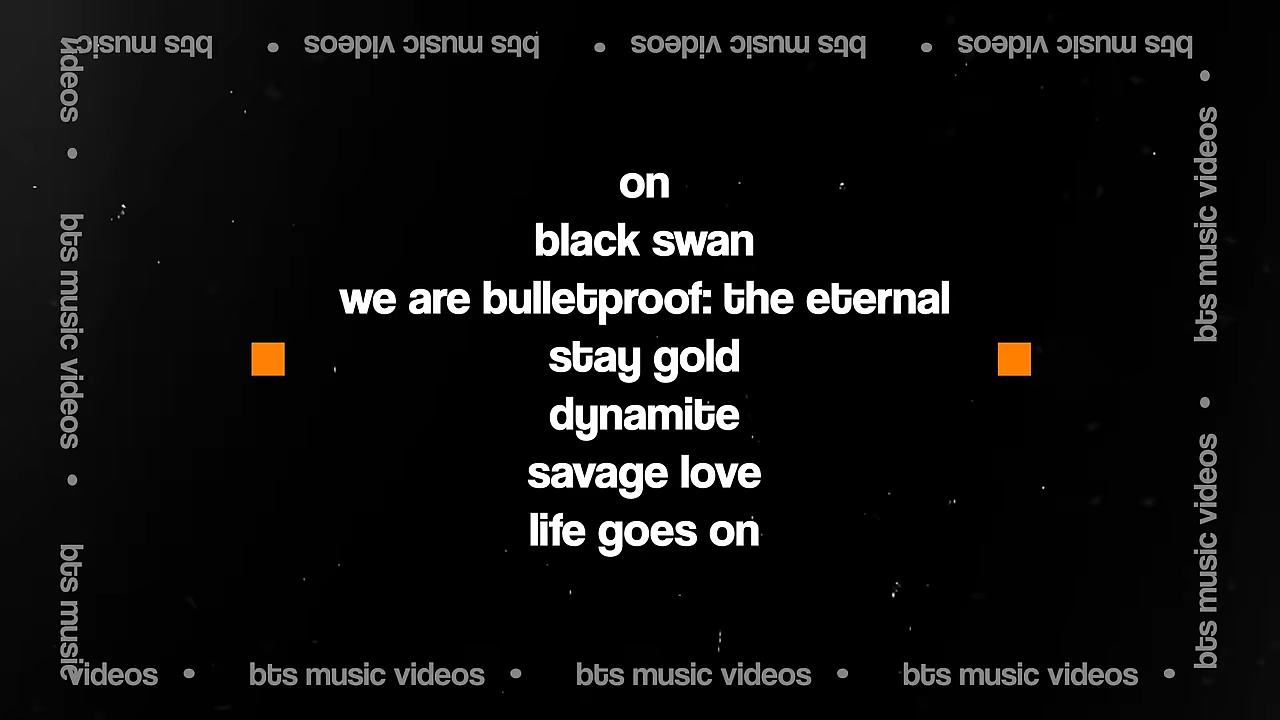 bts music • bts music videos • bts music videos • bts music videos
videos • bts music videos • bts music
on
black swan
we are bulletproof: the eternal
stay gold
dynamite
savage love
life goes on
bts music videos • bts music videos •
videos • bts music videos • bts music videos • bts music videos •